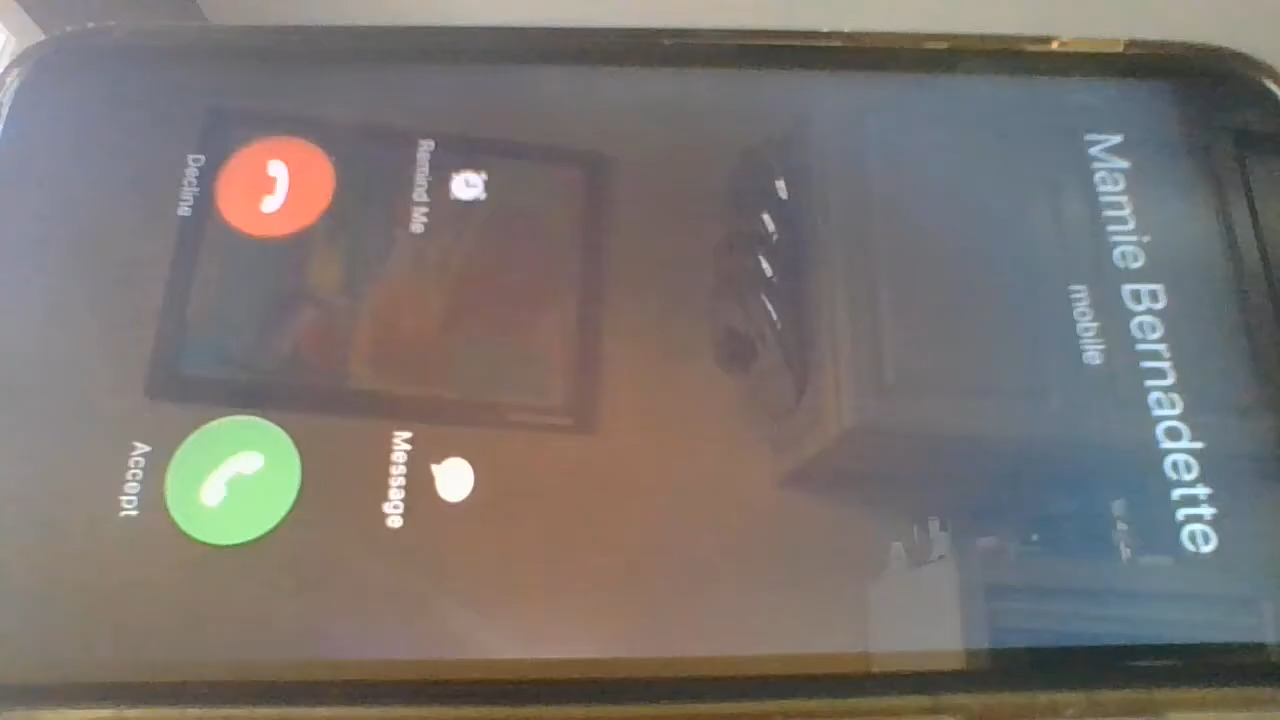 Mamie Bernadette
mobile
Remind Me
Message
Decline
Accept